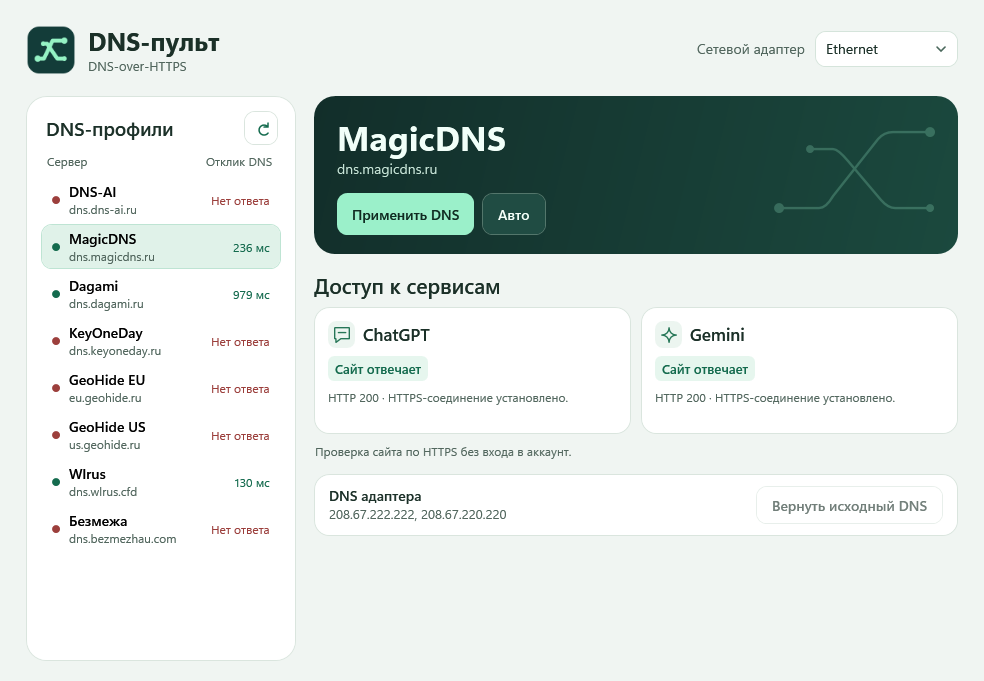 DNS-пульт
DNS-over-HTTPS
Сетевой адаптер
Ethernet
DNS-профили
Сервер
Отклик DNS
DNS-AI
dns.dns-ai.ru
Нет ответа
MagicDNS
dns.magicdns.ru
236 мс
Dagami
dns.dagami.ru
979 мс
KeyOneDay
dns.keyoneday.ru
Нет ответа
GeoHide EU
eu.geohide.ru
Нет ответа
GeoHide US
us.geohide.ru
Нет ответа
Wlrus
dns.wlrus.cfd
130 мс
Безмежа
dns.bezmezhau.com
Нет ответа
MagicDNS
dns.magicdns.ru
Применить DNS
Авто
Доступ к сервисам
ChatGPT
Сайт отвечает
HTTP 200 · HTTPS-соединение установлено.
Gemini
Сайт отвечает
HTTP 200 · HTTPS-соединение установлено.
Проверка сайта по HTTPS без входа в аккаунт.
DNS адаптера
208.67.222.222, 208.67.220.220
Вернуть исходный DNS